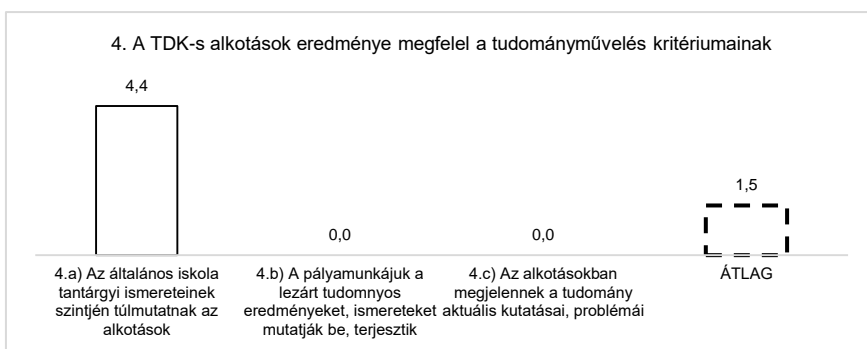 4. A TDK-s alkotások eredménye megfelel a tudományművelés kritériumainak
4,4
0,0
0,0
1,5
4.a) Az általános iskola
tantárgyi ismereteinek
szintjén túlmutatnak az
alkotások
4.b) A pályamunkájuk a
lezárt tudomnyos
eredményeket, ismereteket
mutatják be, terjesztik
4.c) Az alkotásokban
megjelennek a tudomány
aktuális kutatásai, problémái
ÁTLAG